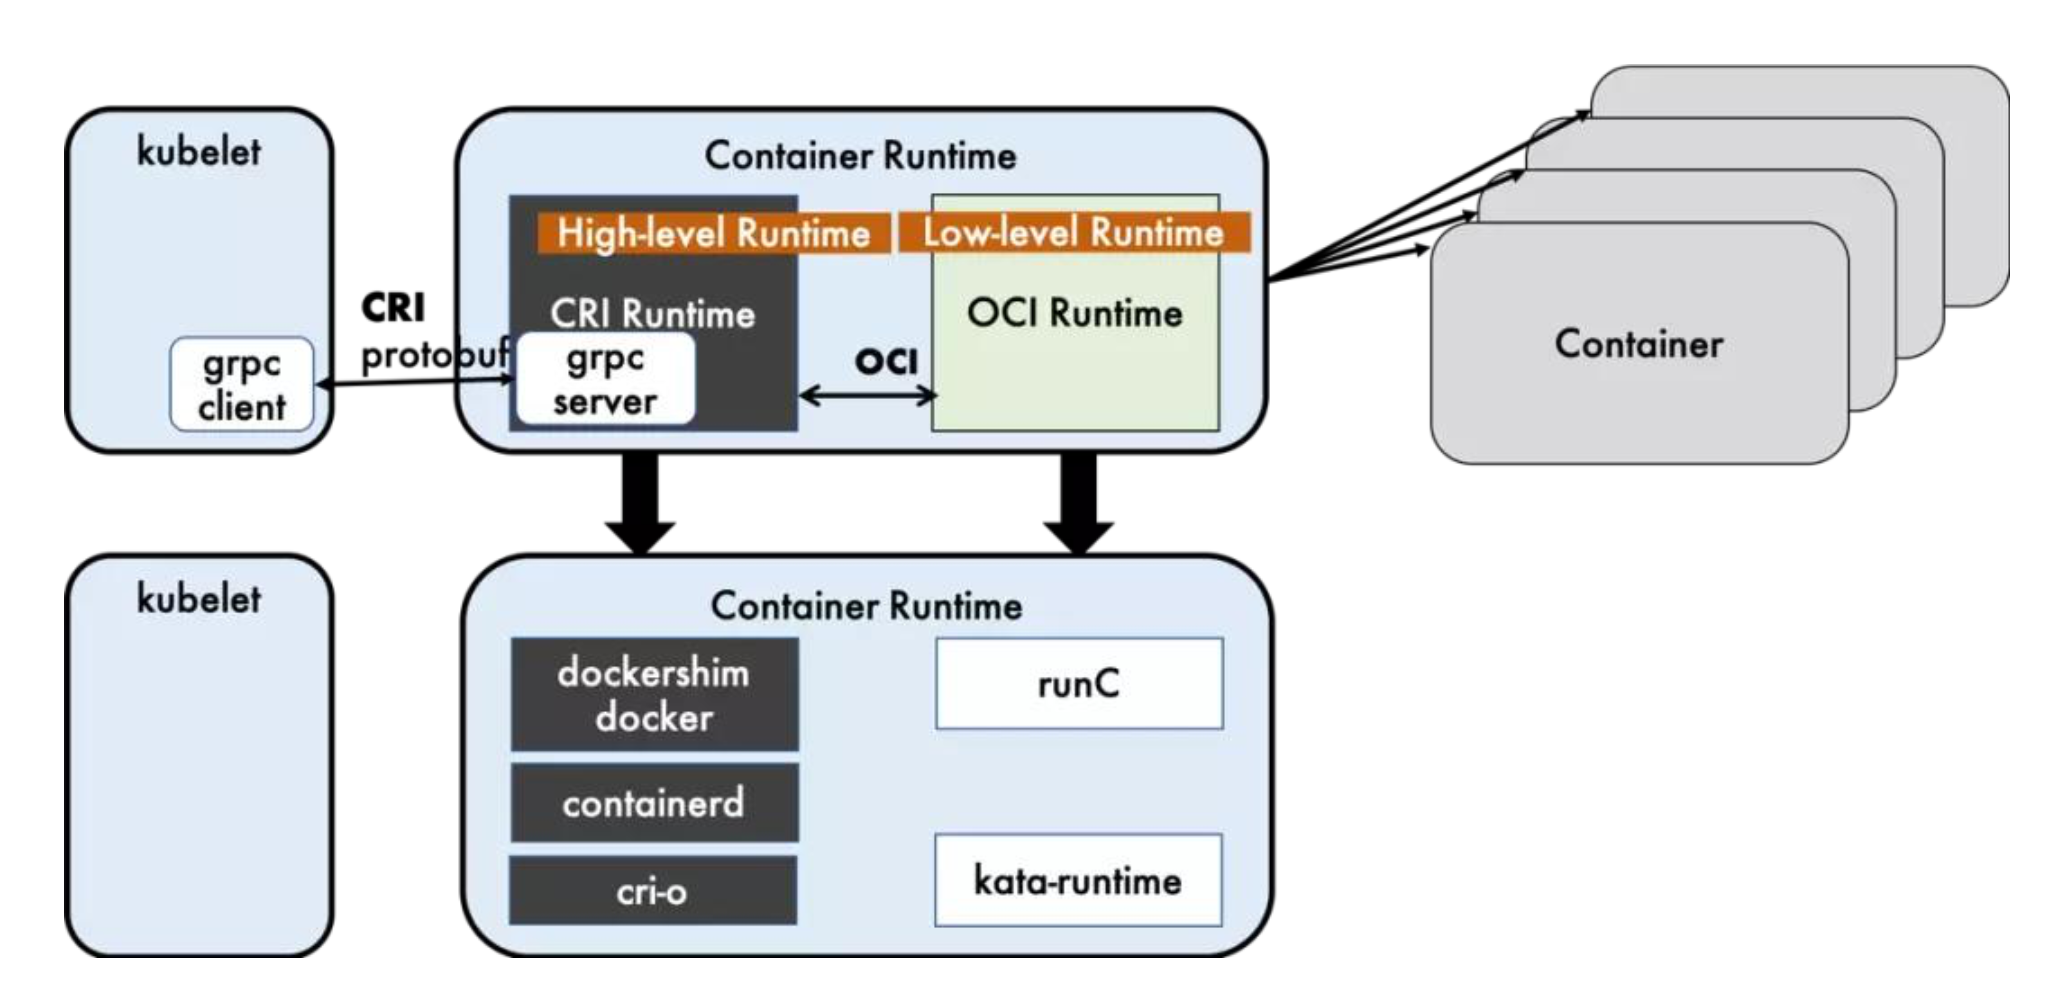 kubelet
Container Runtime
High-level Runtime
Low-level Runtime
CRI
protobuf
CRI Runtime
OCI Runtime
grpc
client
grpc
server
OCI
Container
kubelet
Container Runtime
dockershim
docker
runC
containerd
kata-runtime
cri-o